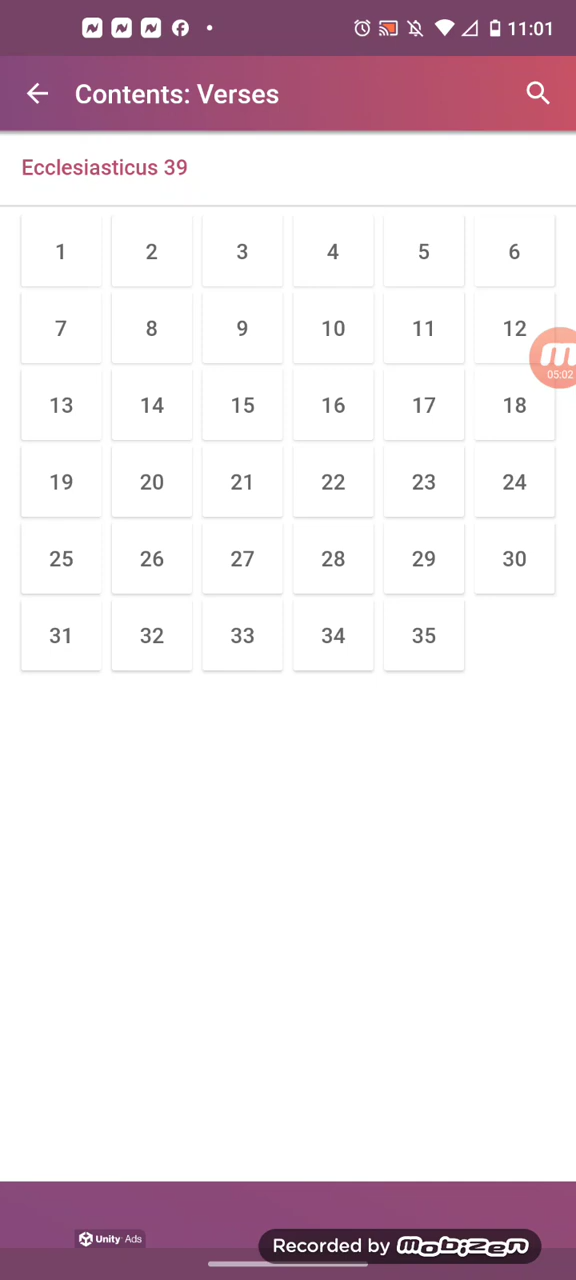 11:01
Contents: Verses
Ecclesiasticus 39
1 2 3 4 5 6
7 8 9 10 11 12
05:02
13 14 15 16 17 18
19 20 21 22 23 24
25 26 27 28 29 30
31 32 33 34 35
Unity Ads
Recorded by mobizen